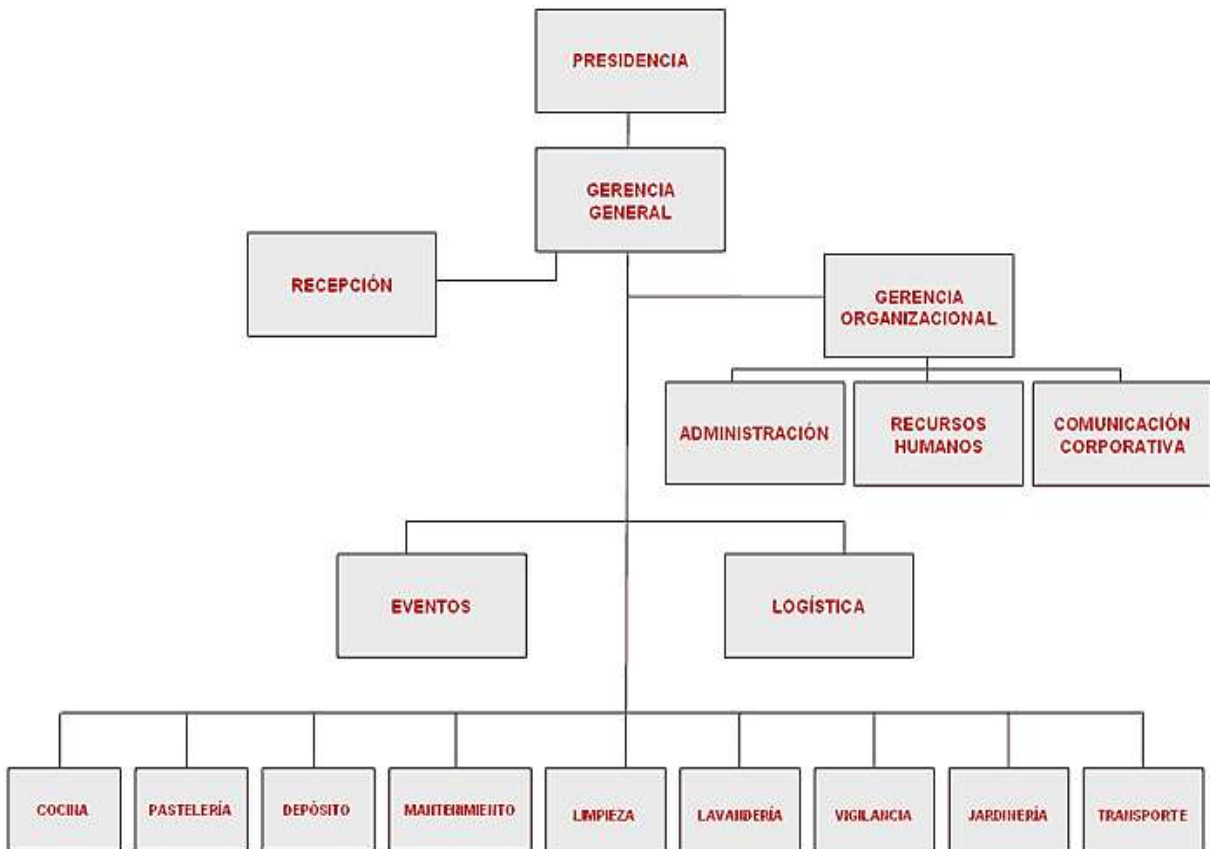 PRESIDENCIA
GERENCIA
GENERAL
RECEPCIÓN
GERENCIA
ORGANIZACIONAL
ADMINISTRACIÓN
RECURSOS
HUMANOS
COMUNICACIÓN
CORPORATIVA
EVENTOS
LOGÍSTICA
COCINA
PASTELERÍA
DEPÓSITO
MANTENIMIENTO
LIMPIEZA
LAVANDERÍA
VIGILANCIA
JARDINERÍA
TRANSPORTE